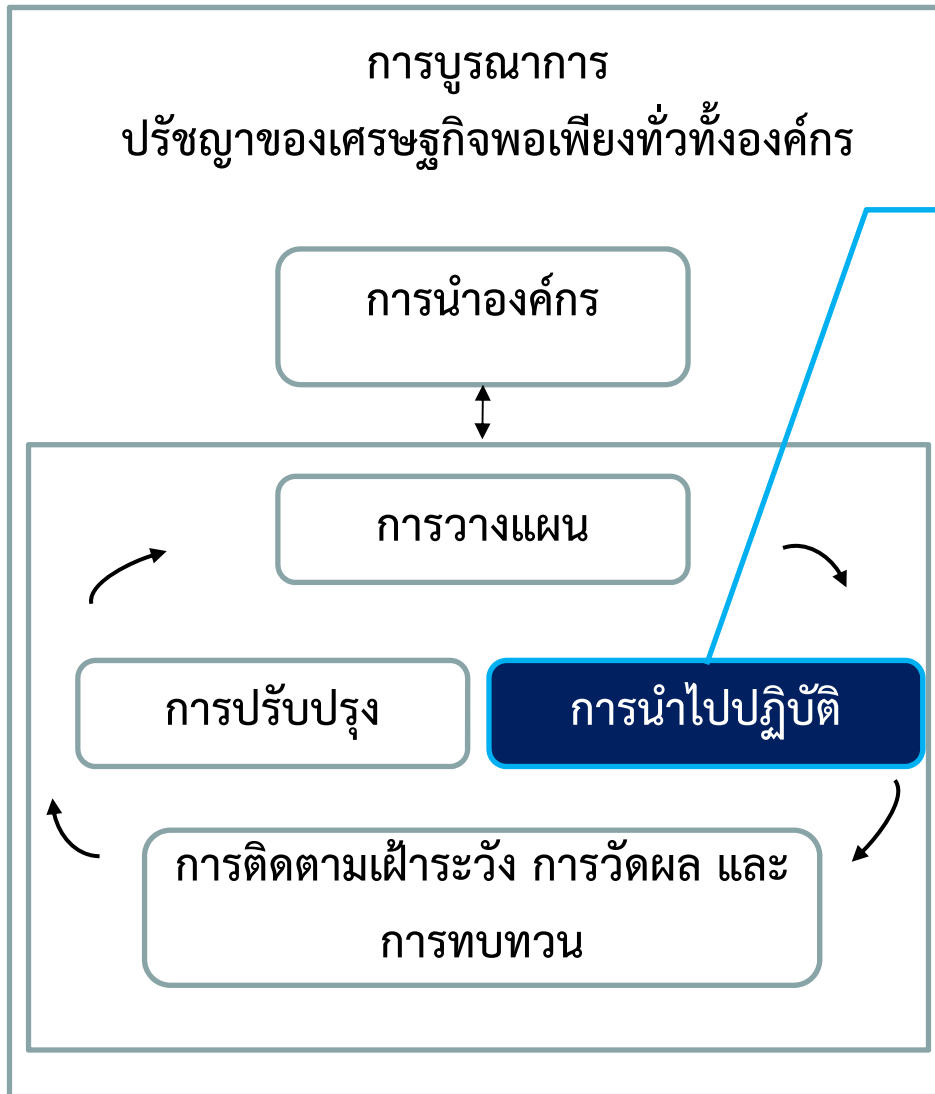 การบูรณาการ
ปรัชญาของเศรษฐกิจพอเพียงทั่วทั้งองค์กร
การนำองค์กร
การวางแผน
การปรับปรุง
การนำไปปฏิบัติ
การติดตามเฝ้าระวัง การวัดผล และ
การทบทวน